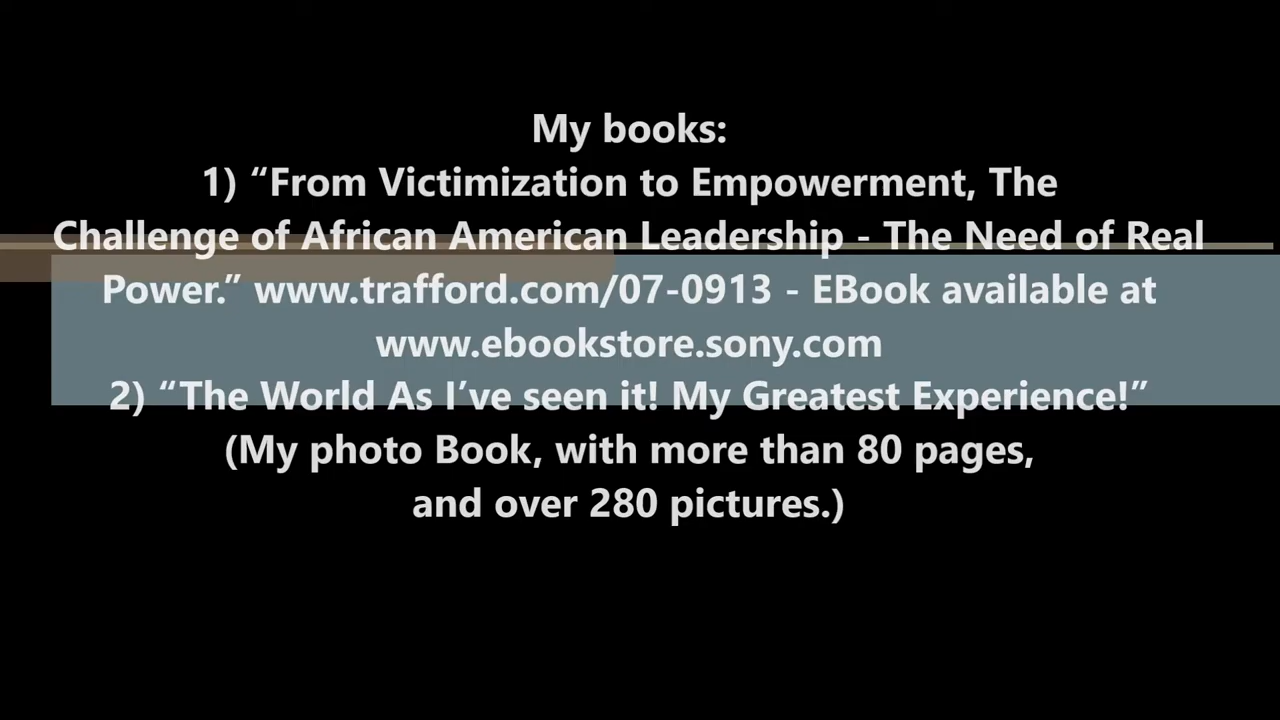 My books:
1) “From Victimization to Empowerment, The
Challenge of African American Leadership - The Need of Real
Power.” www.trafford.com/07-0913 - EBook available at
www.ebookstore.sony.com
2) “The World As I’ve seen it! My Greatest Experience!”
(My photo Book, with more than 80 pages,
and over 280 pictures.)